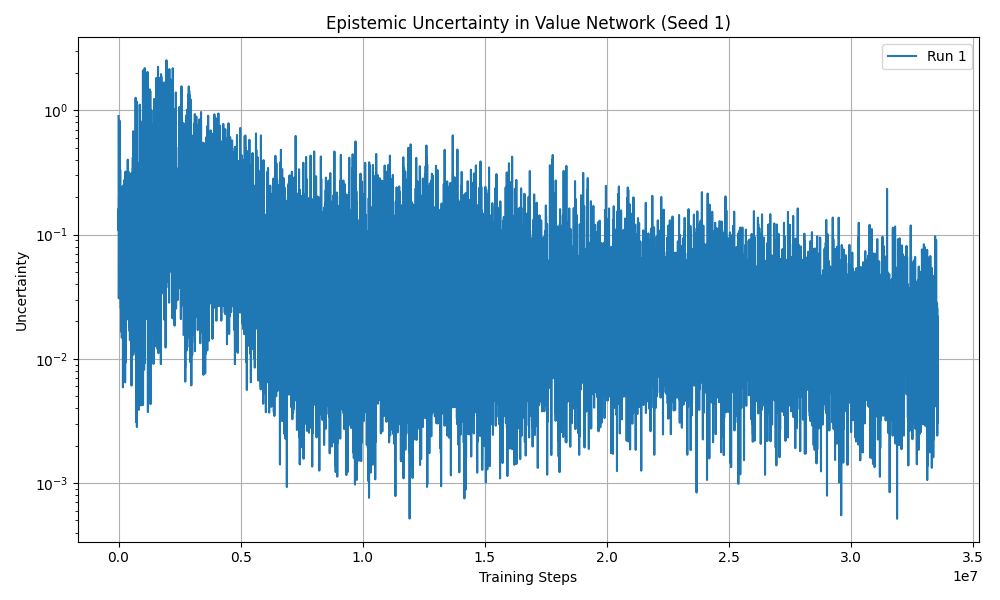 Epistemic Uncertainty in Value Network (Seed 1)
Run 1
10⁰
10⁻¹
10⁻²
10⁻³
Uncertainty
0.0 0.5 1.0 1.5 2.0 2.5 3.0 3.5
1e7
Training Steps